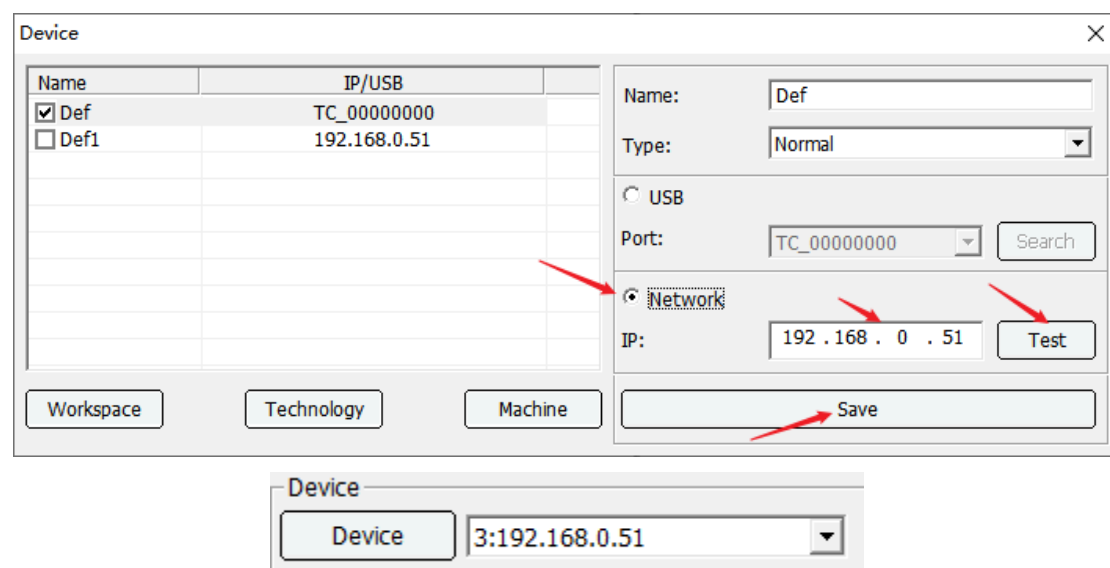 Device
Name IP/USB
Def TC_00000000
Def1 192.168.0.51
Workspace Technology Machine
Name: Def
Type: Normal
USB
Port: TC_00000000 Search
Network
IP: 192 . 168 . 0 . 51 Test
Save
Device
Device 3:192.168.0.51